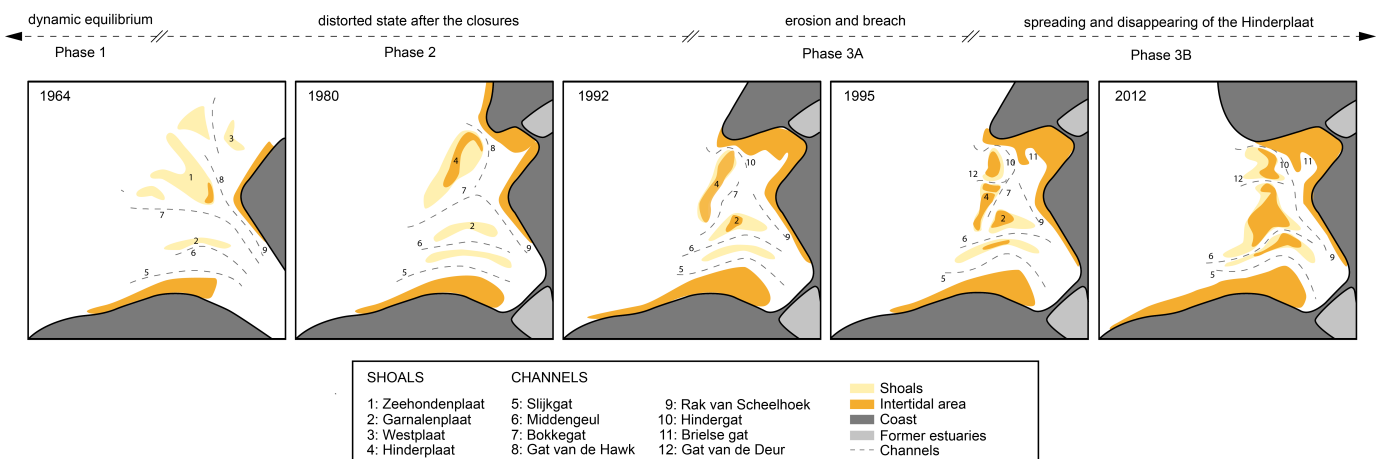 dynamic equilibrium
distorted state after the closures
erosion and breach
spreading and disappearing of the Hinderplaat
Phase 1
Phase 2
Phase 3A
Phase 3B
1964
3
1
8
7
2
6
9
5
1980
8
4
7
2
6
9
5
1992
10
4
7
2
9
6
5
1995
11
10
12
7
4
2
9
6
5
2012
11
10
12
6
9
5
SHOALS
1: Zeehondenplaat
2: Garnalenplaat
3: Westplaat
4: Hinderplaat
CHANNELS
5: Slijkgat
6: Middengeul
7: Bokkegat
8: Gat van de Hawk
9: Rak van Scheelhoek
10: Hindergat
11: Brielse gat
12: Gat van de Deur
Shoals
Intertidal area
Coast
Former estuaries
Channels